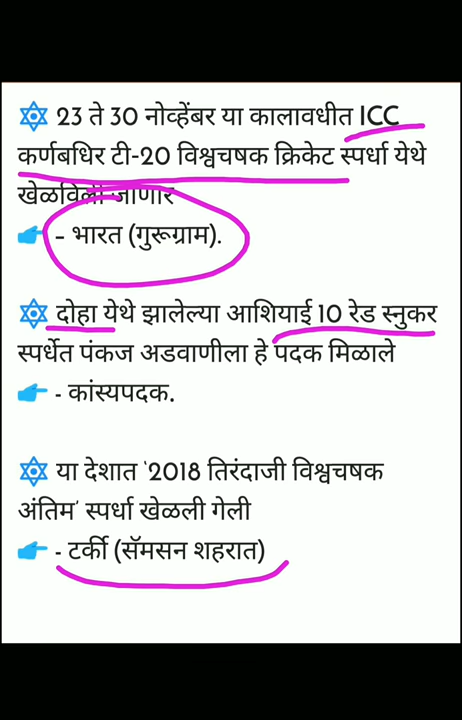 23 ते 30 नोव्हेंबर या कालावधीत ICC
कर्णबधिर टी-20 विश्वचषक क्रिकेट स्पर्धा येथे
खेळविली जाणार
- भारत (गुरूग्राम).
दोहा येथे झालेल्या आशियाई 10 रेड स्नुकर
स्पर्धेत पंकज अडवाणीला हे पदक मिळाले
- कांस्यपदक.
या देशात '2018 तिरंदाजी विश्वचषक
अंतिम' स्पर्धा खेळली गेली
- टर्की (सॅमसन शहरात)